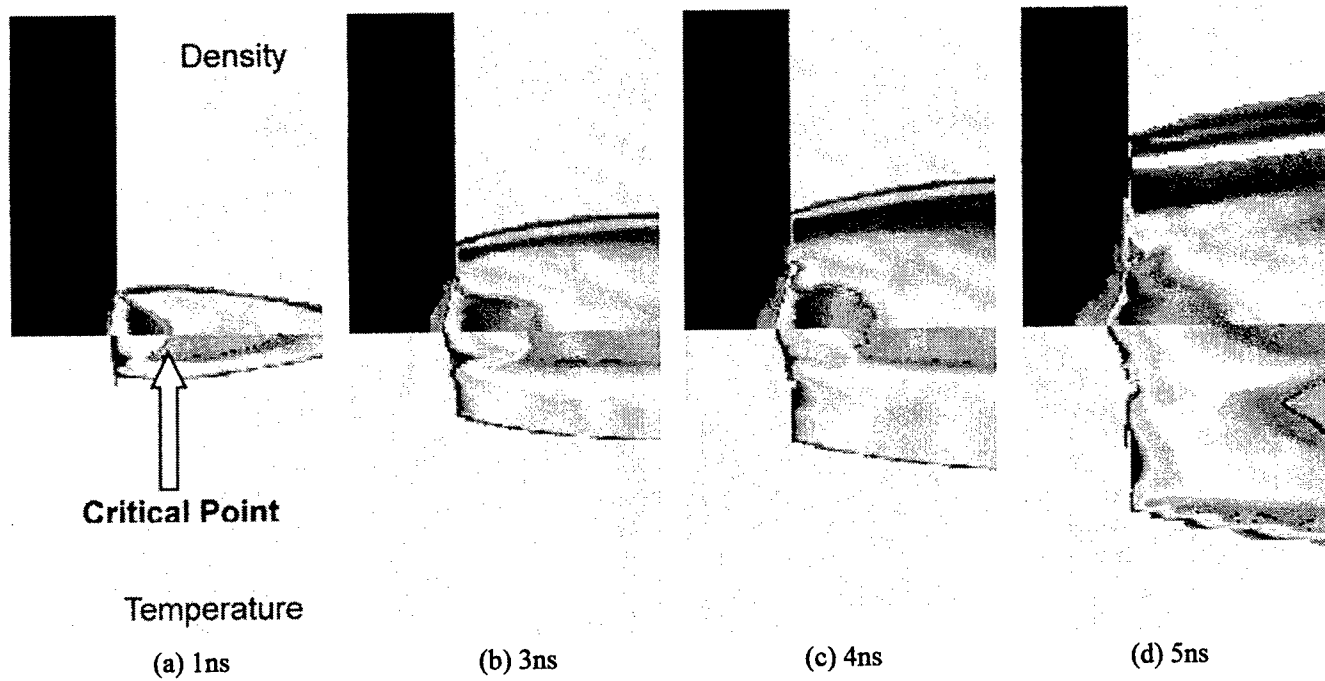 Density
Critical Point
Temperature
(a) 1ns
(b) 3ns
(c) 4ns
(d) 5ns